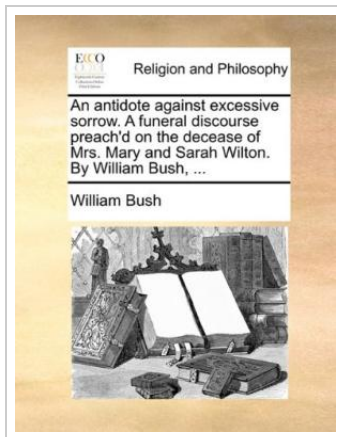 ECCO
Religion and Philosophy
An antidote against excessive
sorrow. A funeral discourse
preach'd on the decease of
Mrs. Mary and Sarah Wilton.
By William Bush, ...
William Bush